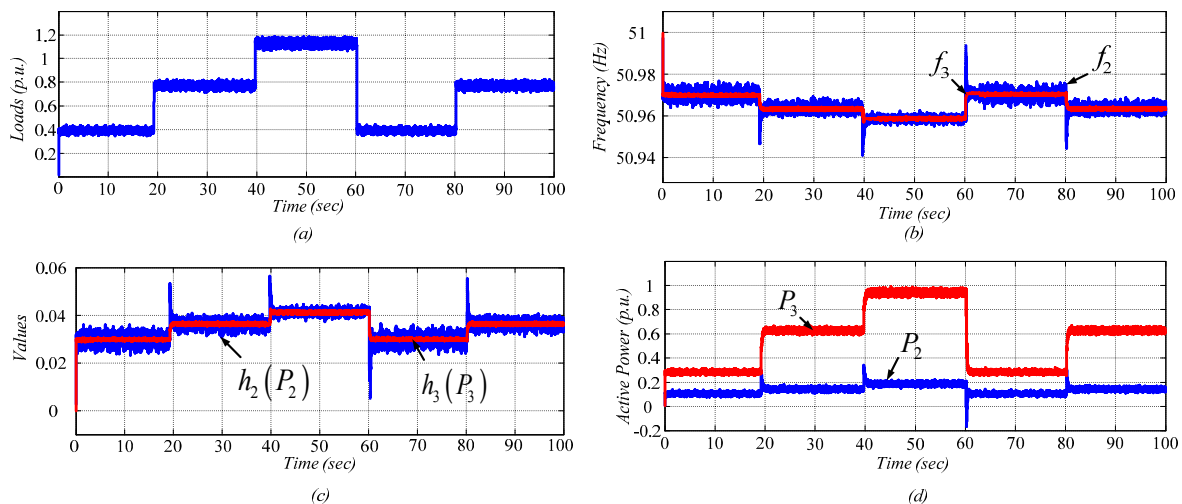 1.2
1
0.8
0.6
0.4
0.2
Loads (p.u.)
0 10 20 30 40 50 60 70 80 90 100
Time (sec)
(a)
51
50.98
50.96
50.94
Frequency (Hz)
f3
f2
0 10 20 30 40 50 60 70 80 90 100
Time (sec)
(b)
0.06
0.04
0.02
0
Values
h2(P2)
h3(P3)
0 10 20 30 40 50 60 70 80 90 100
Time (sec)
(c)
1
0.8
0.6
0.4
0.2
0
-0.2
Active Power (p.u.)
P3
P2
0 10 20 30 40 50 60 70 80 90 100
Time (sec)
(d)